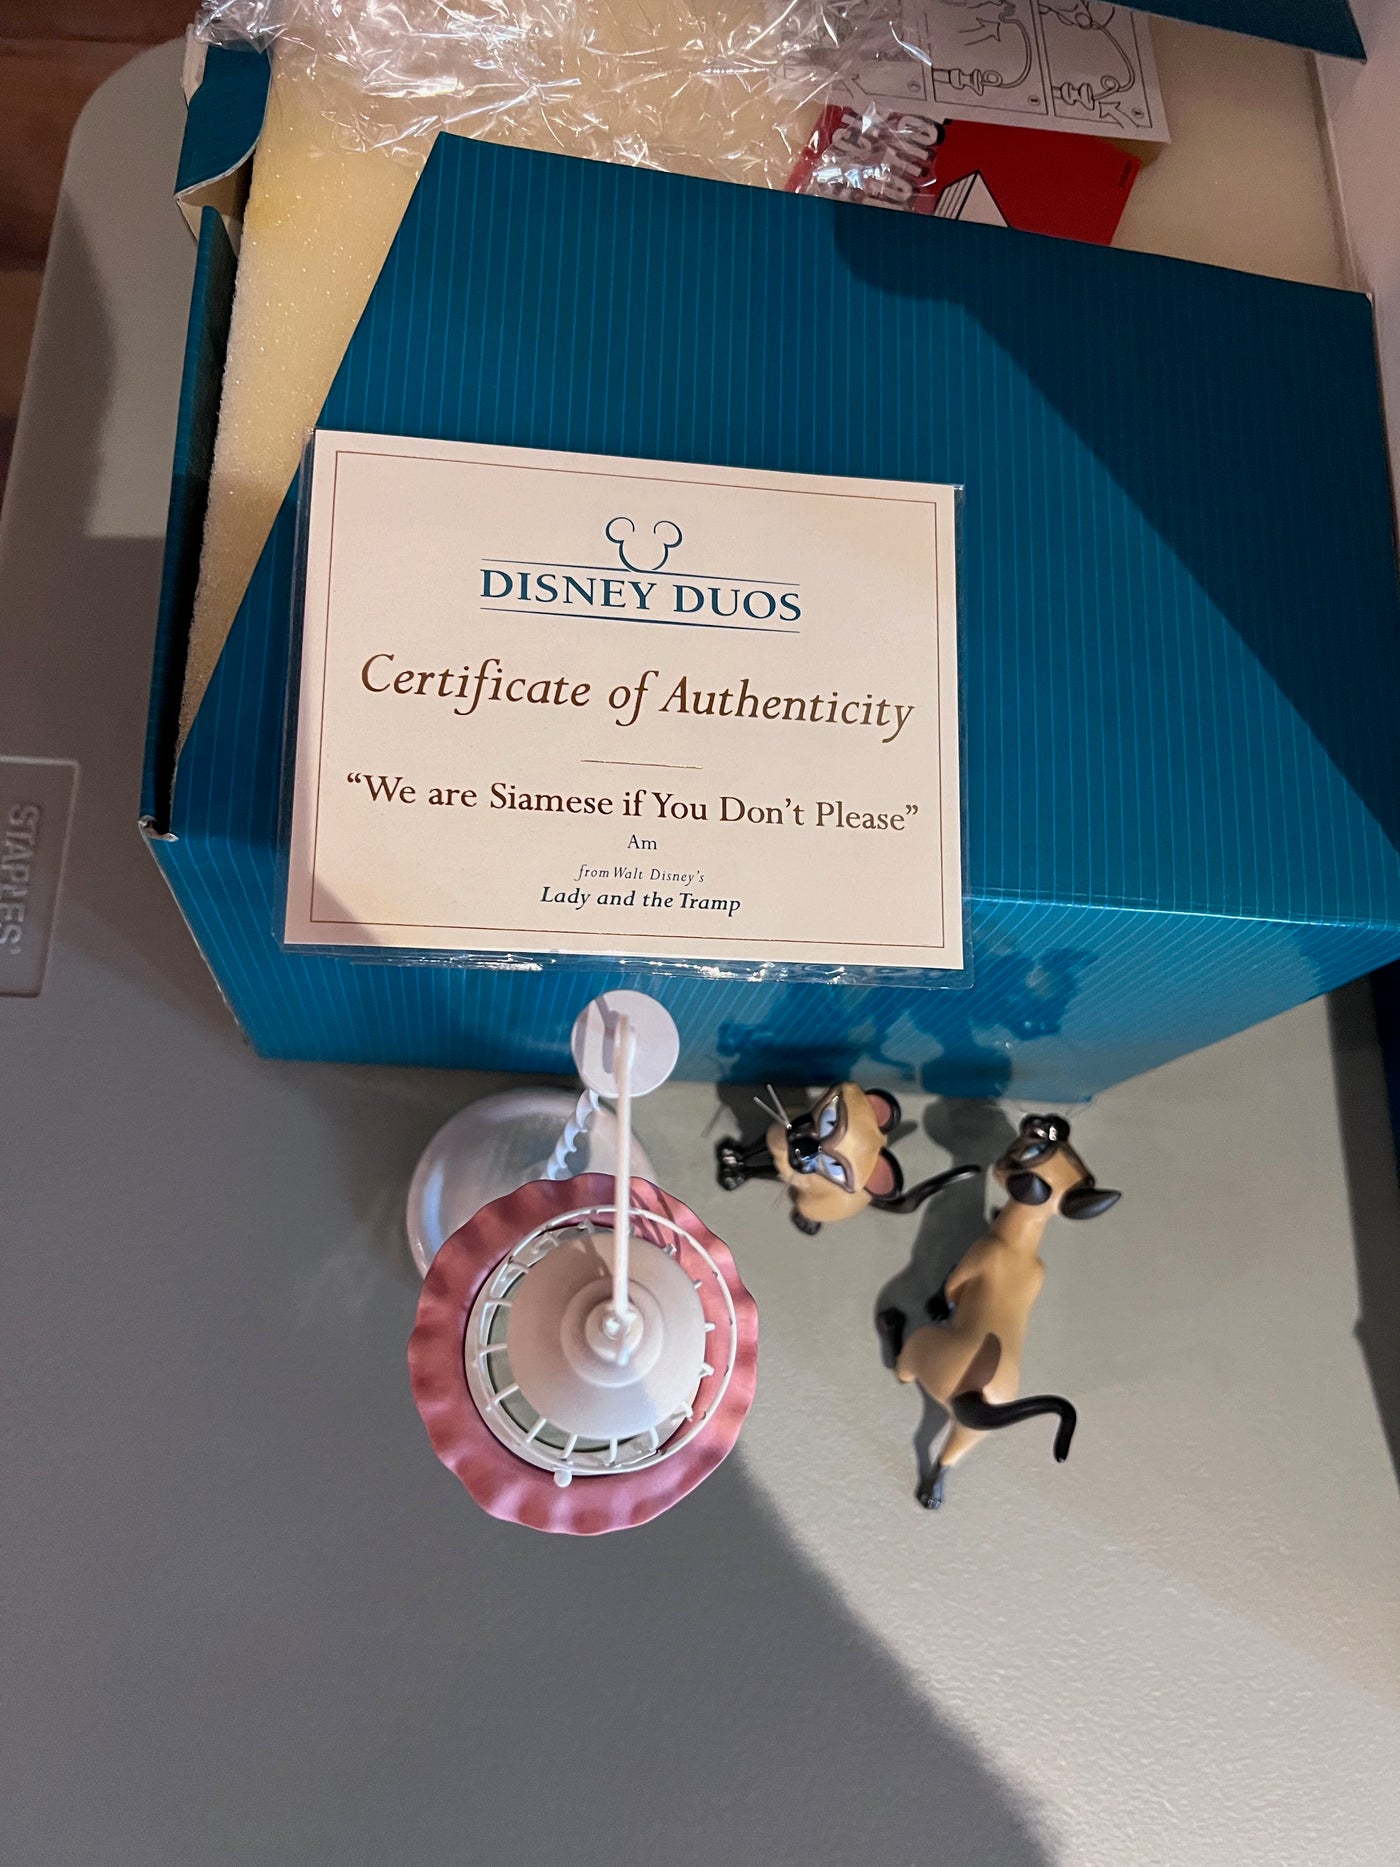 DISNEY DUOS
Certificate of Authenticity
“We are Siamese if You Don’t Please”
Am
from Walt Disney’s
Lady and the Tramp
STAPLES